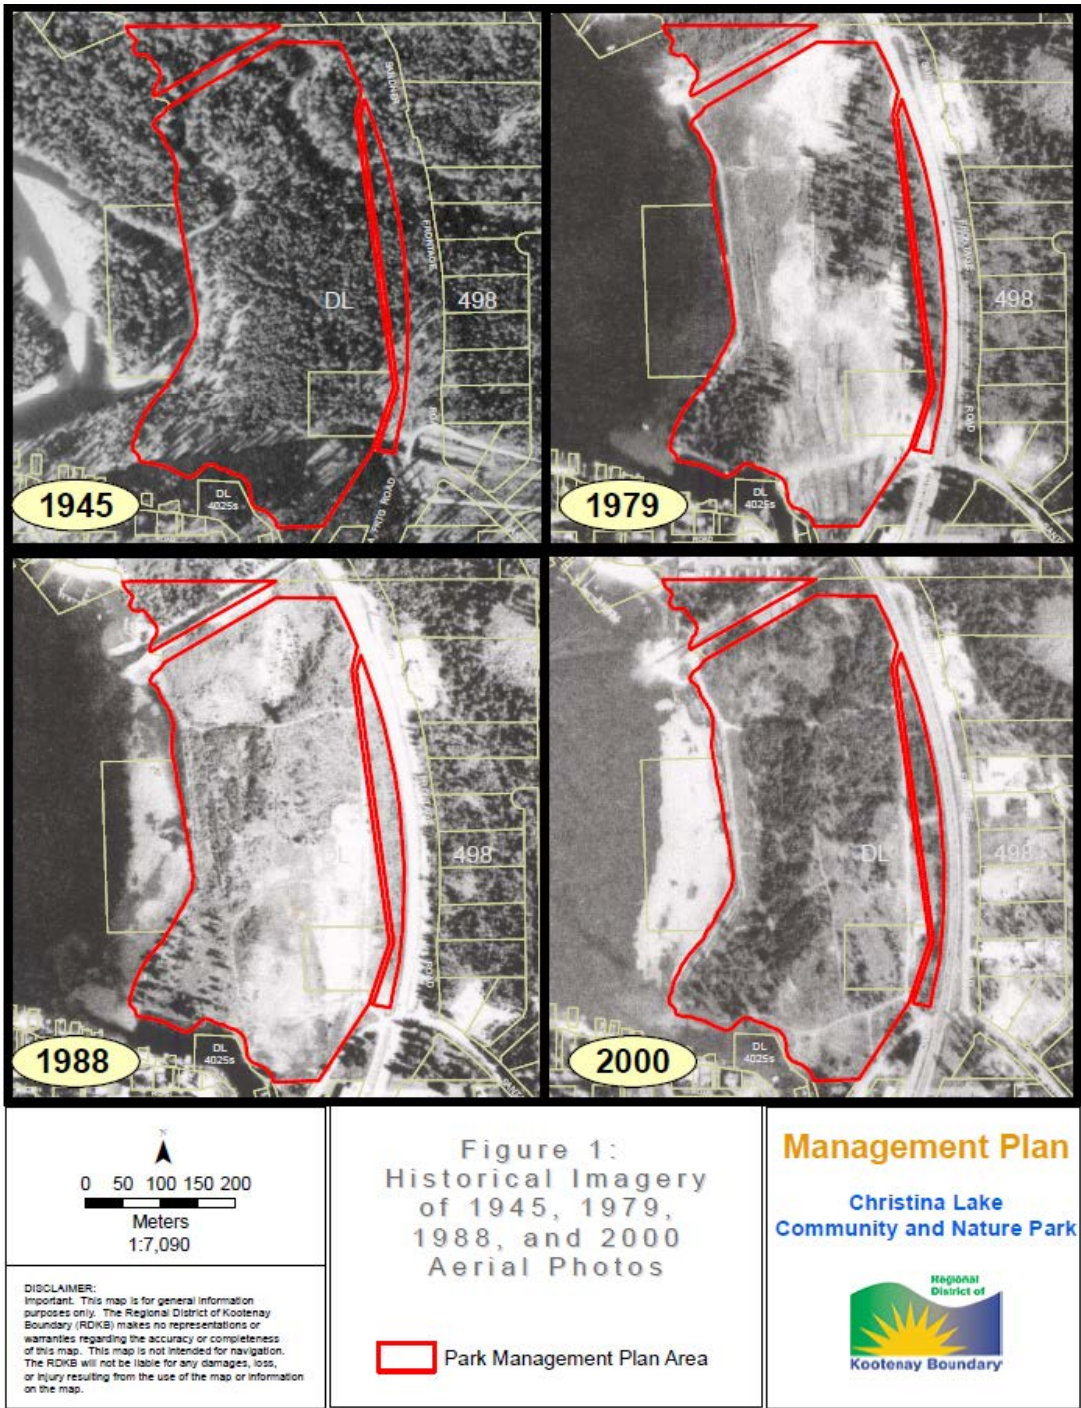 GARDNER
FRONTAGE
DL
498
DL
4025s
1945
ROAD
FRONTAGE
498
ROAD
DL
4025s
1979
DL
498
ROAD
DL
4025s
1988
DL
498
DL
4025s
2000
N
0 50 100 150 200
Meters
1:7,090
DISCLAIMER:
Important. This map is for general information
purposes only. The Regional District of Kootenay
Boundary (RDKB) makes no representations or
warranties regarding the accuracy or completeness
of this map. This map is not intended for navigation.
The RDKB will not be liable for any damages, loss,
or injury resulting from the use of the map or information
on the map.
Figure 1:
Historical Imagery
of 1945, 1979,
1988, and 2000
Aerial Photos
Park Management Plan Area
Management Plan
Christina Lake
Community and Nature Park
Regional
District of
Kootenay Boundary